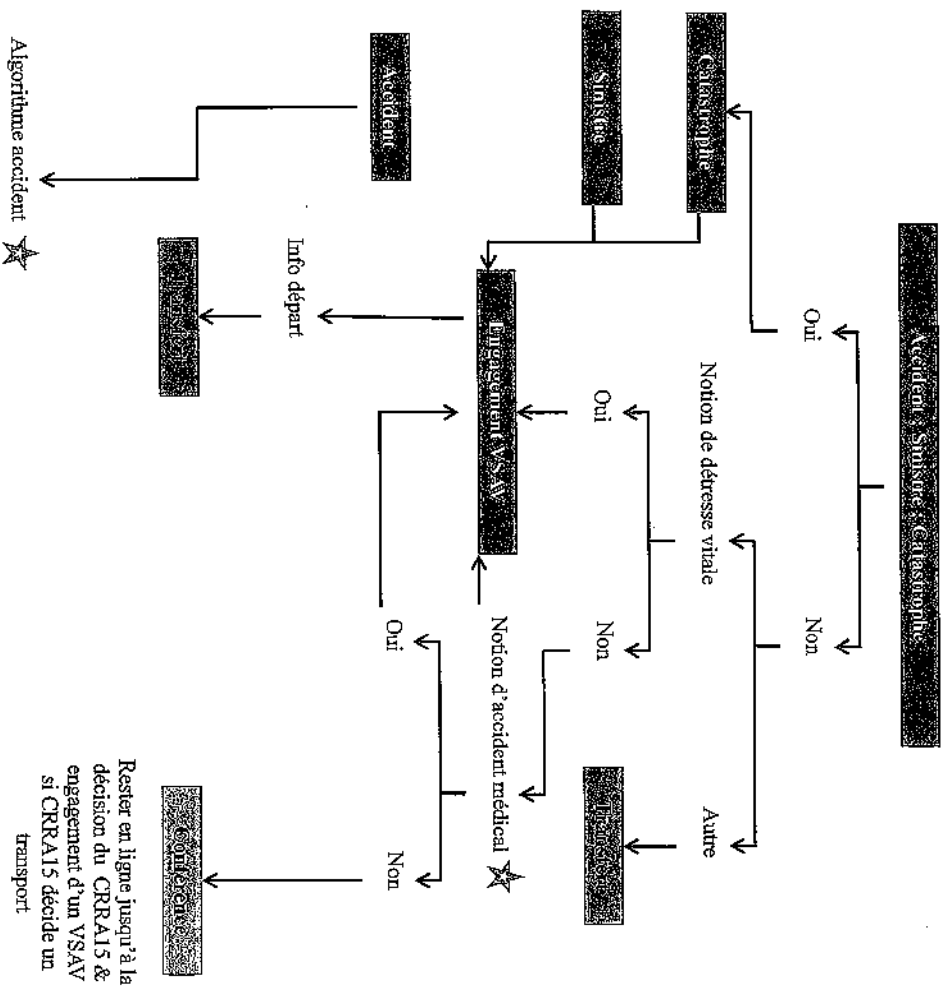 Accident - Sinistre - Catastrophe
Oui
Non
Catastrophe
Notion de détresse vitale
Autre
Sinistre
Oui
Non
Transfert
Engagement VSAV
Notion d'accident médical
Accident
Info départ
Oui
Non
Conférence
Algorithme accident
Rester en ligne jusqu'à la
décision du CRRA15 &
engagement d'un VSAV
si CRRA15 décide un
transport